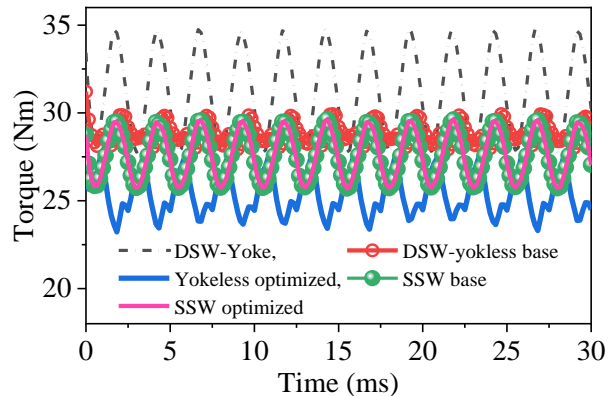 35
30
25
20
Torque (Nm)
DSW-Yoke,
DSW-yokless base
Yokeless optimized,
SSW base
SSW optimized
0 5 10 15 20 25 30
Time (ms)